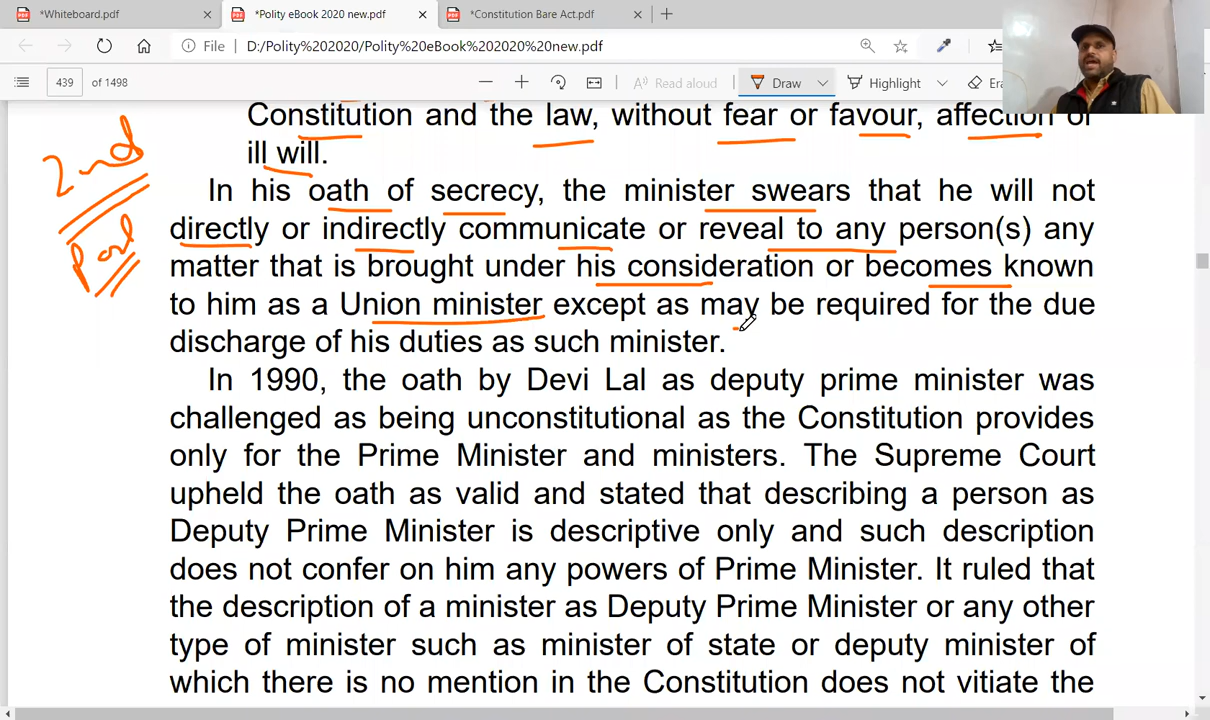 *Whiteboard.pdf
*Polity eBook 2020 new.pdf
*Constitution Bare Act.pdf
File
D:/Polity%202020/Polity%20eBook%202020%20new.pdf
439 of 1498
Read aloud
Draw
Highlight
Era
Constitution and the law, without fear or favour, affection or
ill will.
2nd
Part
In his oath of secrecy, the minister swears that he will not
directly or indirectly communicate or reveal to any person(s) any
matter that is brought under his consideration or becomes known
to him as a Union minister except as may be required for the due
discharge of his duties as such minister.
In 1990, the oath by Devi Lal as deputy prime minister was
challenged as being unconstitutional as the Constitution provides
only for the Prime Minister and ministers. The Supreme Court
upheld the oath as valid and stated that describing a person as
Deputy Prime Minister is descriptive only and such description
does not confer on him any powers of Prime Minister. It ruled that
the description of a minister as Deputy Prime Minister or any other
type of minister such as minister of state or deputy minister of
which there is no mention in the Constitution does not vitiate the